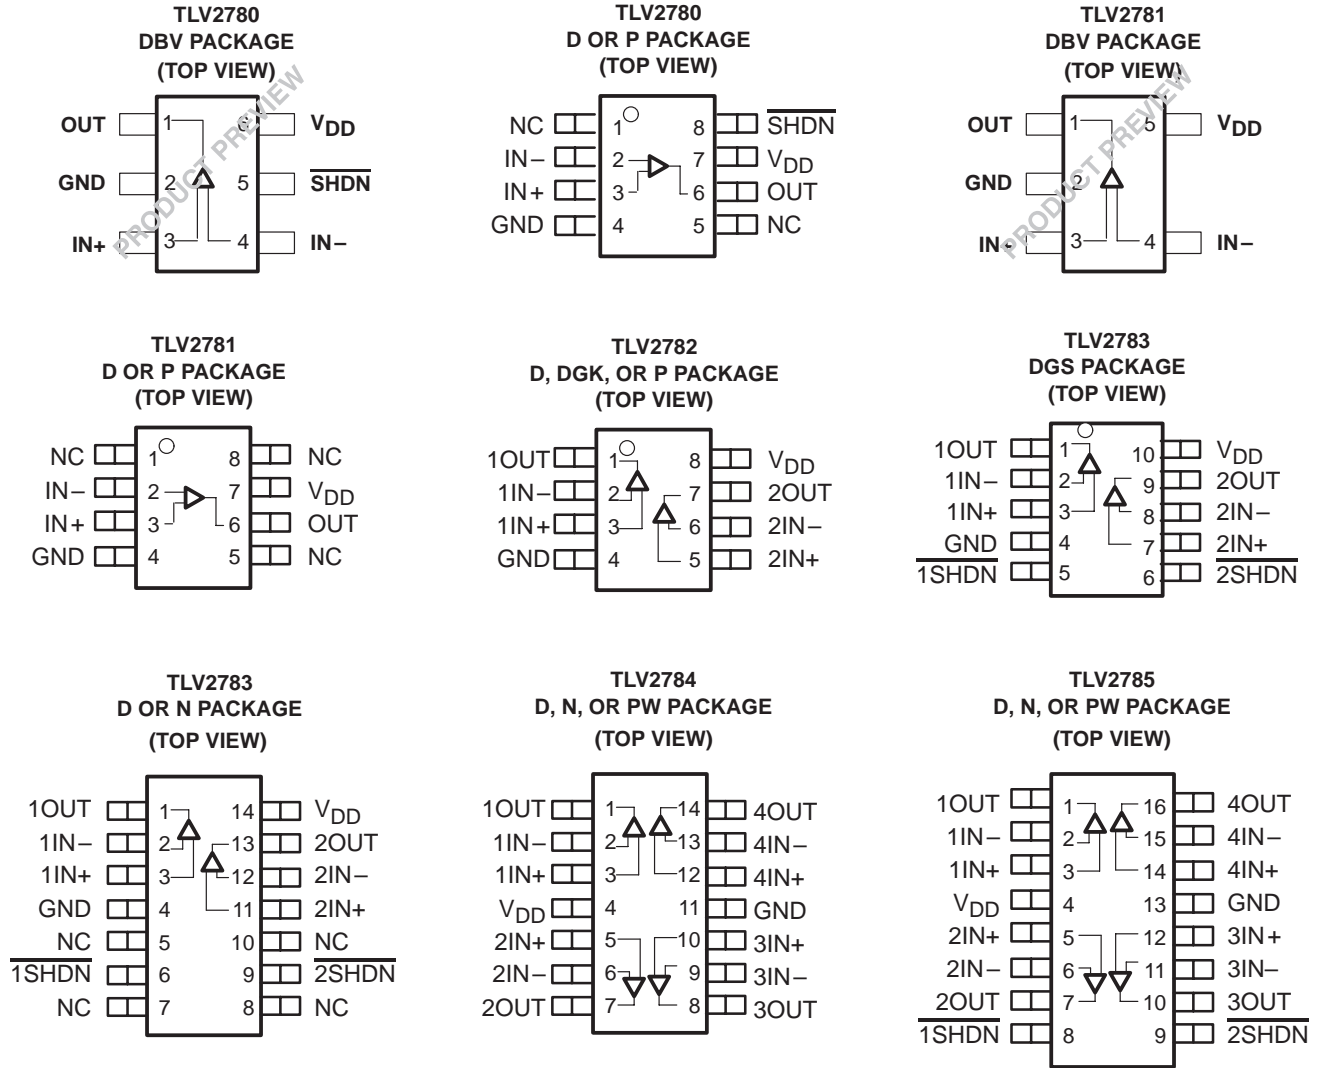 TLV2780
DBV PACKAGE
(TOP VIEW)
OUT 1 6 VDD
GND 2 5 SHDN
IN+ 3 4 IN−
PRODUCT PREVIEW
TLV2780
D OR P PACKAGE
(TOP VIEW)
NC 1 8 SHDN
IN− 2 7 VDD
IN+ 3 6 OUT
GND 4 5 NC
TLV2781
DBV PACKAGE
(TOP VIEW)
OUT 1 5 VDD
GND 2
IN+ 3 4 IN−
PRODUCT PREVIEW
TLV2781
D OR P PACKAGE
(TOP VIEW)
NC 1 8 NC
IN− 2 7 VDD
IN+ 3 6 OUT
GND 4 5 NC
TLV2782
D, DGK, OR P PACKAGE
(TOP VIEW)
1OUT 1 8 VDD
1IN− 2 7 2OUT
1IN+ 3 6 2IN−
GND 4 5 2IN+
TLV2783
DGS PACKAGE
(TOP VIEW)
1OUT 1 10 VDD
1IN− 2 9 2OUT
1IN+ 3 8 2IN−
GND 4 7 2IN+
1SHDN 5 6 2SHDN
TLV2783
D OR N PACKAGE
(TOP VIEW)
1OUT 1 14 VDD
1IN− 2 13 2OUT
1IN+ 3 12 2IN−
GND 4 11 2IN+
NC 5 10 NC
1SHDN 6 9 2SHDN
NC 7 8 NC
TLV2784
D, N, OR PW PACKAGE
(TOP VIEW)
1OUT 1 14 4OUT
1IN− 2 13 4IN−
1IN+ 3 12 4IN+
VDD 4 11 GND
2IN+ 5 10 3IN+
2IN− 6 9 3IN−
2OUT 7 8 3OUT
TLV2785
D, N, OR PW PACKAGE
(TOP VIEW)
1OUT 1 16 4OUT
1IN− 2 15 4IN−
1IN+ 3 14 4IN+
VDD 4 13 GND
2IN+ 5 12 3IN+
2IN− 6 11 3IN−
2OUT 7 10 3OUT
1SHDN 8 9 2SHDN